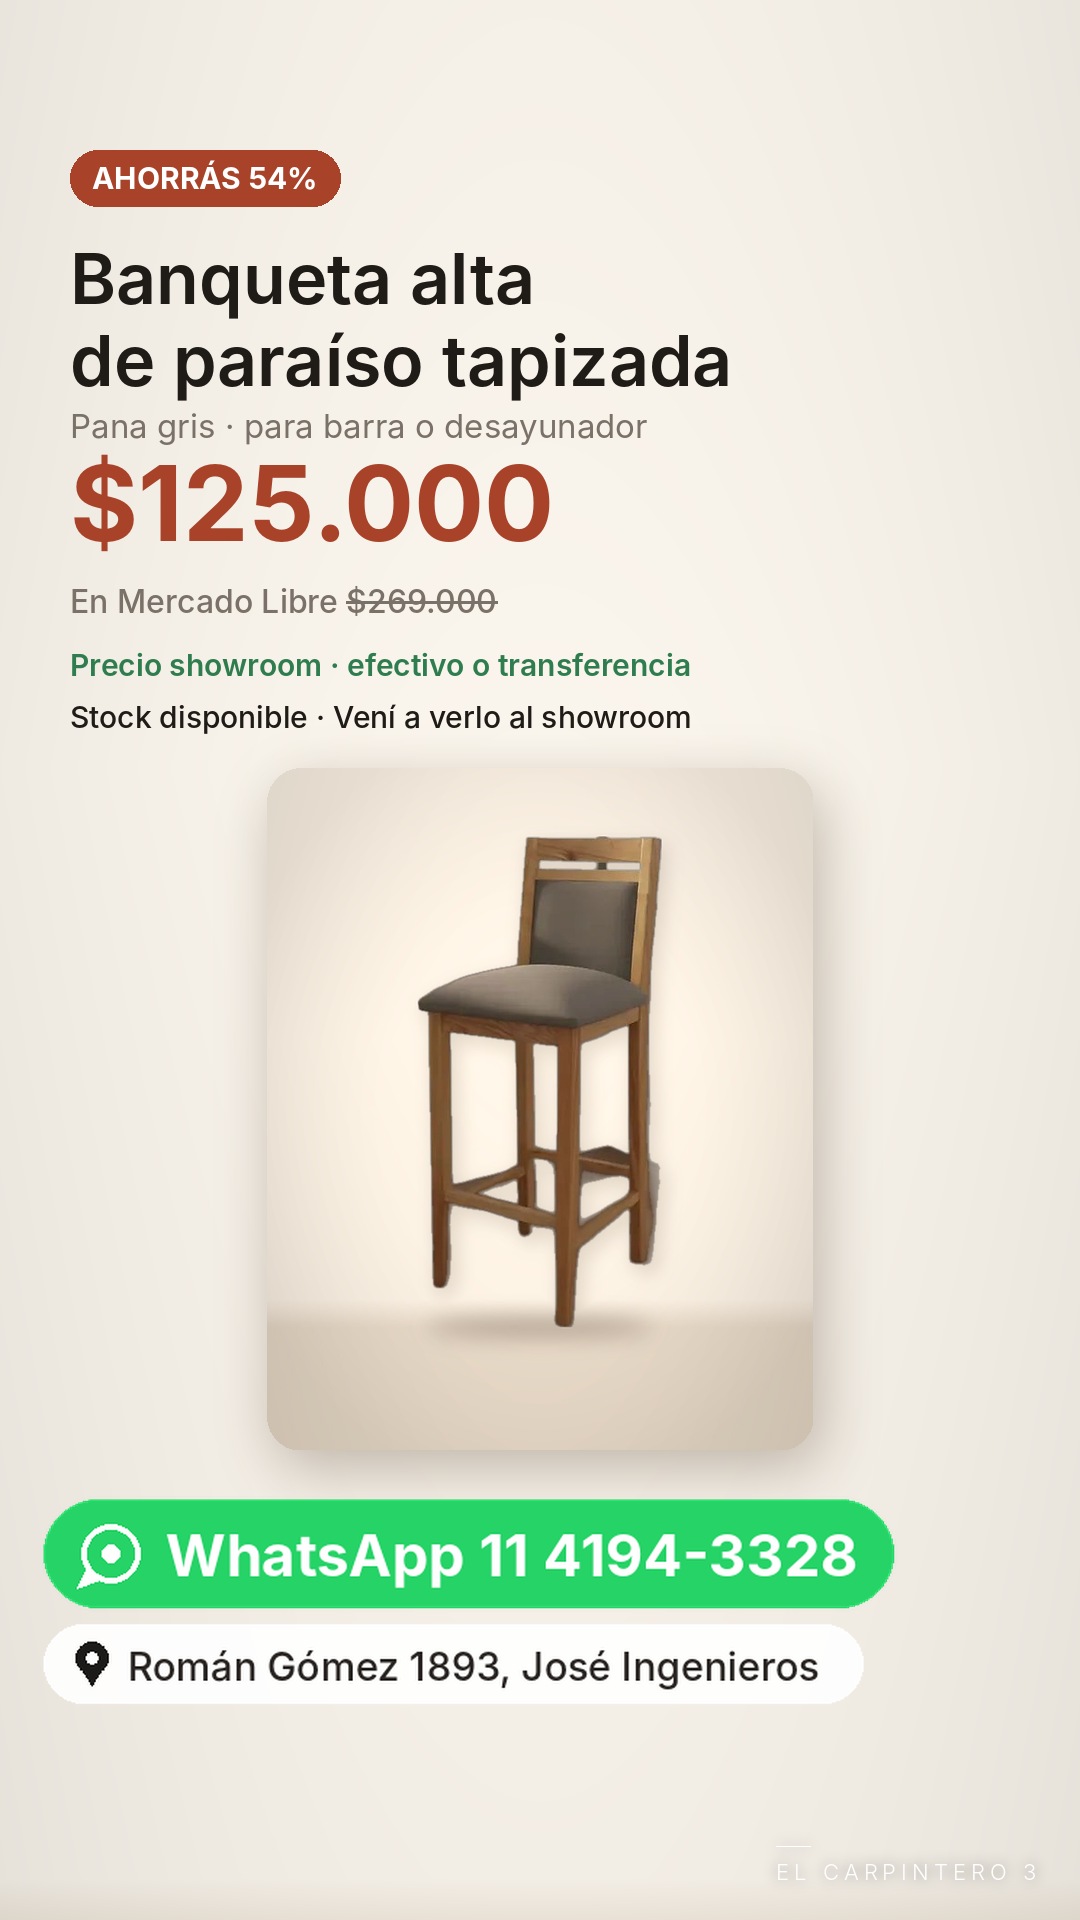 AHORRÁS 54%
Banqueta alta
de paraíso tapizada
Pana gris · para barra o desayunador
$125.000
En Mercado Libre $269.000
Precio showroom · efectivo o transferencia
Stock disponible · Vení a verlo al showroom
WhatsApp 11 4194-3328
Román Gómez 1893, José Ingenieros
EL CARPINTERO 3